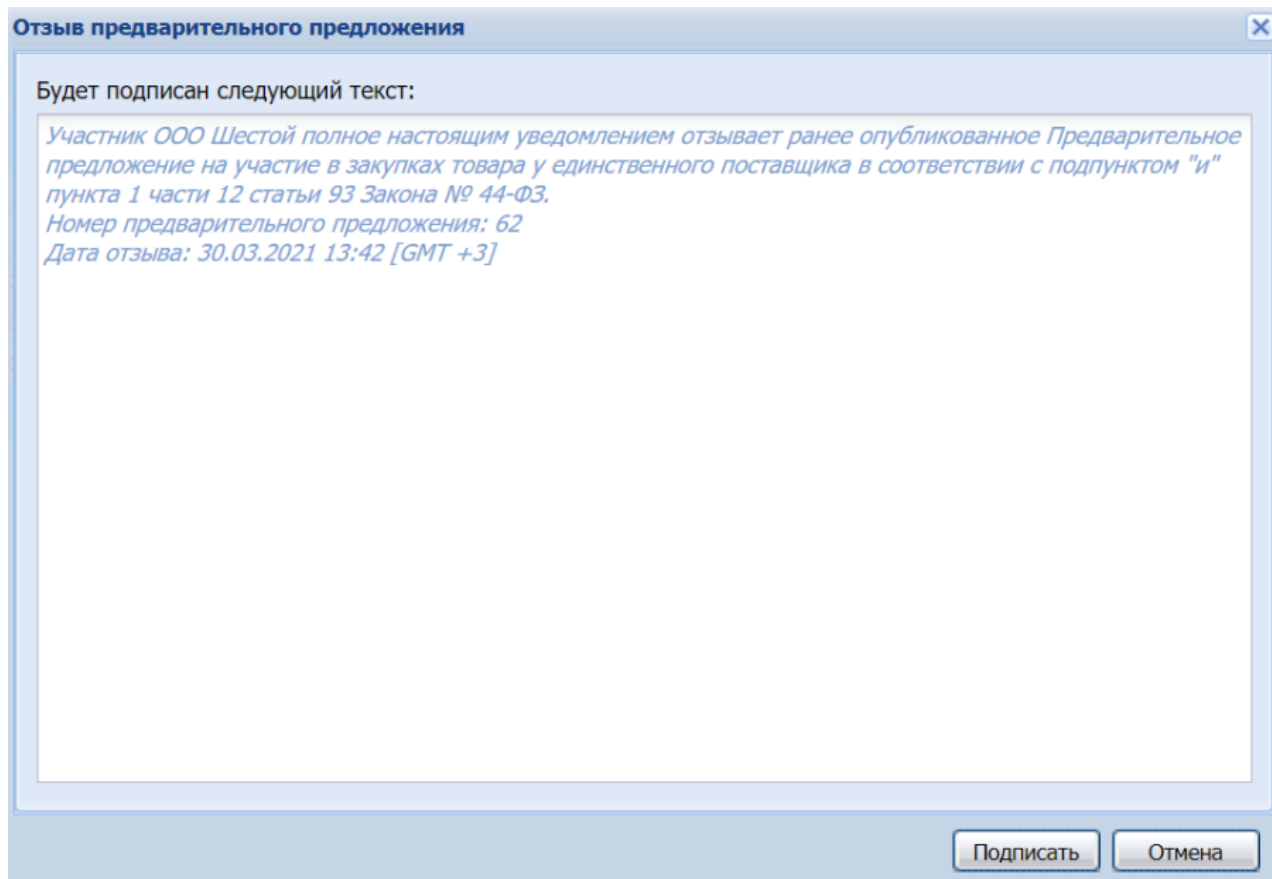 Отзыв предварительного предложения
Будет подписан следующий текст:
Участник ООО Шестой полное настоящим уведомлением отзывает ранее опубликованное Предварительное
предложение на участие в закупках товара у единственного поставщика в соответствии с подпунктом "и"
пункта 1 части 12 статьи 93 Закона № 44-ФЗ.
Номер предварительного предложения: 62
Дата отзыва: 30.03.2021 13:42 [GMT +3]
Подписать Отмена